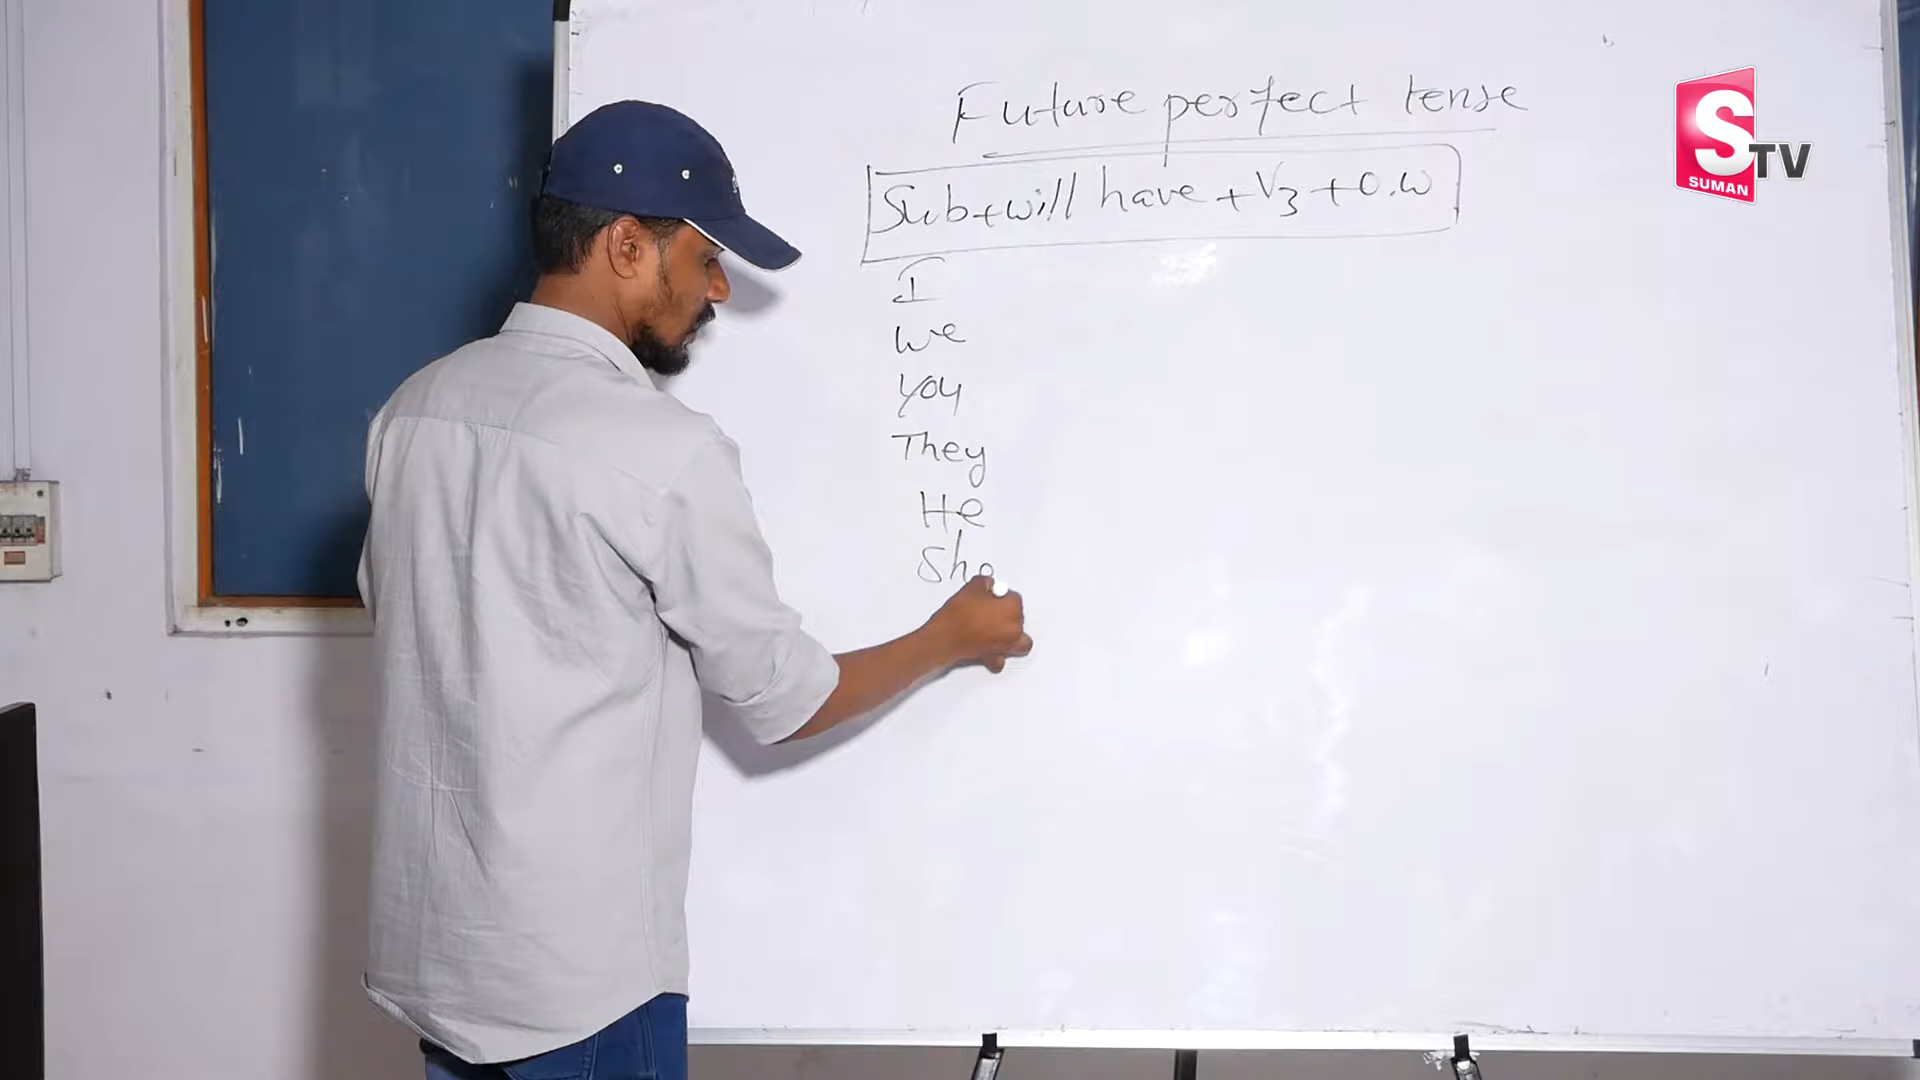 Future perfect tense
Sub+will have+V3+O.W
I
We
You
They
He
She
S
TV
SUMAN